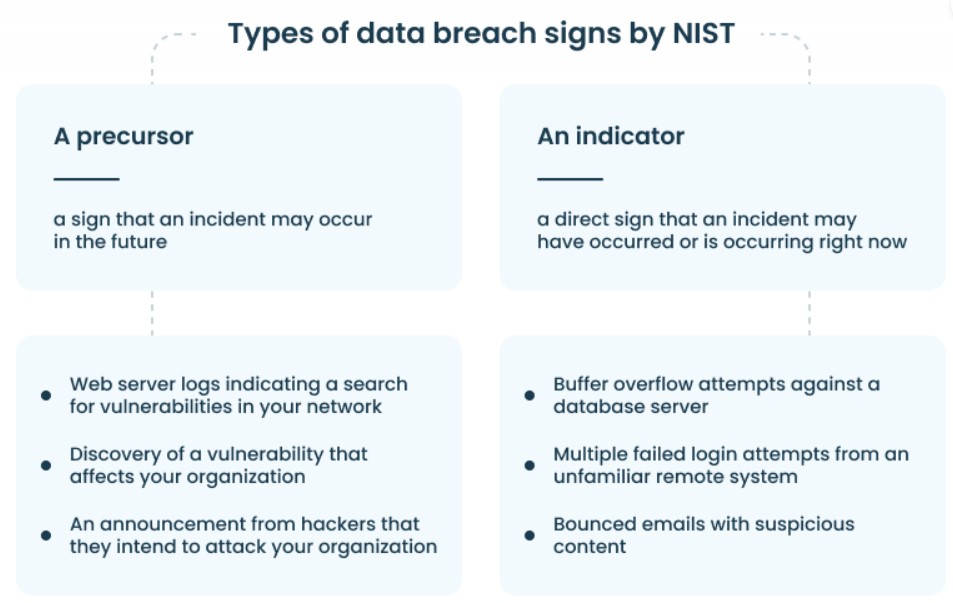 Types of data breach signs by NIST
A precursor
a sign that an incident may occur
in the future
Web server logs indicating a search
for vulnerabilities in your network
Discovery of a vulnerability that
affects your organization
An announcement from hackers that
they intend to attack your organization
An indicator
a direct sign that an incident may
have occurred or is occurring right now
Buffer overflow attempts against a
database server
Multiple failed login attempts from an
unfamiliar remote system
Bounced emails with suspicious
content